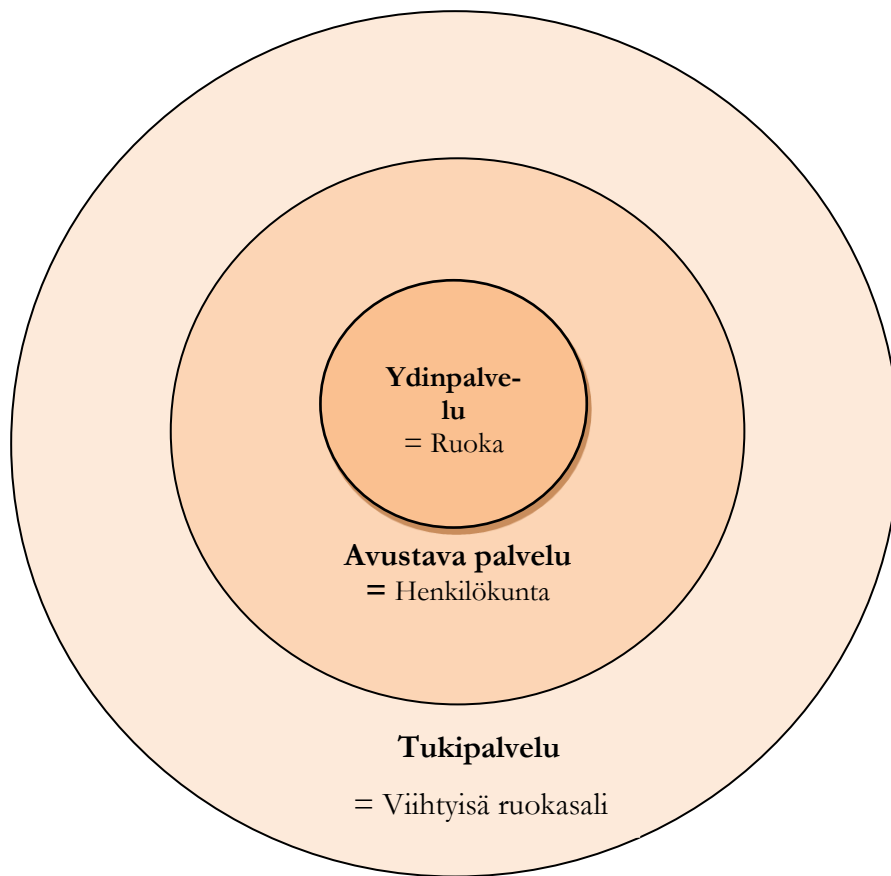 Ydinpalve-
lu
= Ruoka
Avustava palvelu
= Henkilökunta
Tukipalvelu
= Viihtyisä ruokasali